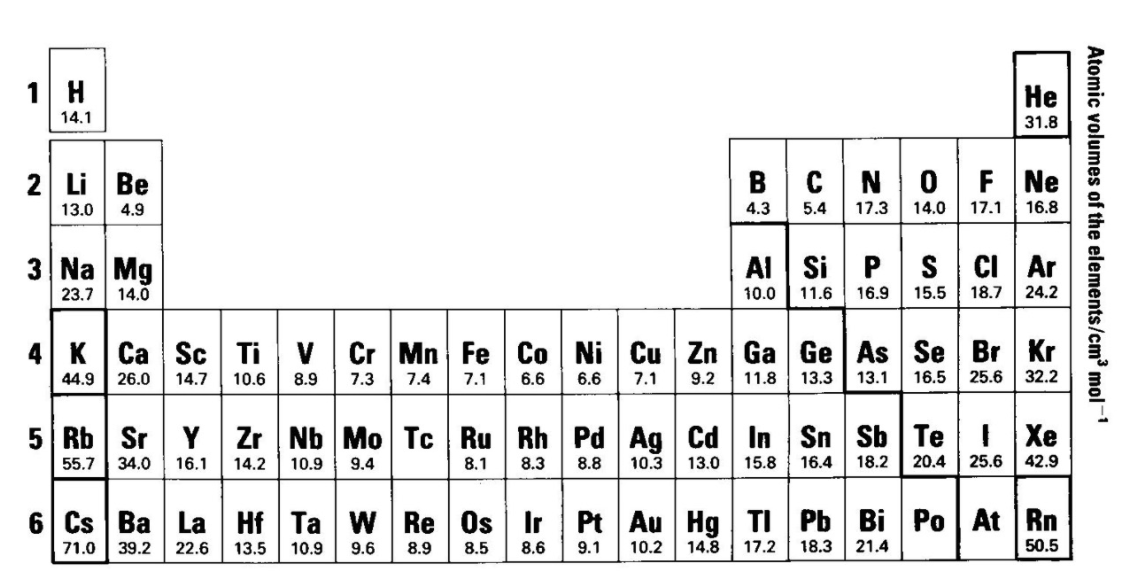 1 H He
14.1 31.8
2 Li Be B C N O F Ne
13.0 4.9 4.3 5.4 17.3 14.0 17.1 16.8
3 Na Mg Al Si P S Cl Ar
23.7 14.0 10.0 11.6 16.9 15.5 18.7 24.2
4 K Ca Sc Ti V Cr Mn Fe Co Ni Cu Zn Ga Ge As Se Br Kr
44.9 26.0 14.7 10.6 8.9 7.3 7.4 7.1 6.6 6.6 7.1 9.2 11.8 13.3 13.1 16.5 25.6 32.2
5 Rb Sr Y Zr Nb Mo Tc Ru Rh Pd Ag Cd In Sn Sb Te I Xe
55.7 34.0 16.1 14.2 10.9 9.4 8.1 8.3 8.8 10.3 13.0 15.8 16.4 18.2 20.4 25.6 42.9
6 Cs Ba La Hf Ta W Re Os Ir Pt Au Hg Tl Pb Bi Po At Rn
71.0 39.2 22.6 13.5 10.9 9.6 8.9 8.5 8.6 9.1 10.2 14.8 17.2 18.3 21.4 50.5
Atomic volumes of the elements/cm³ mol⁻¹